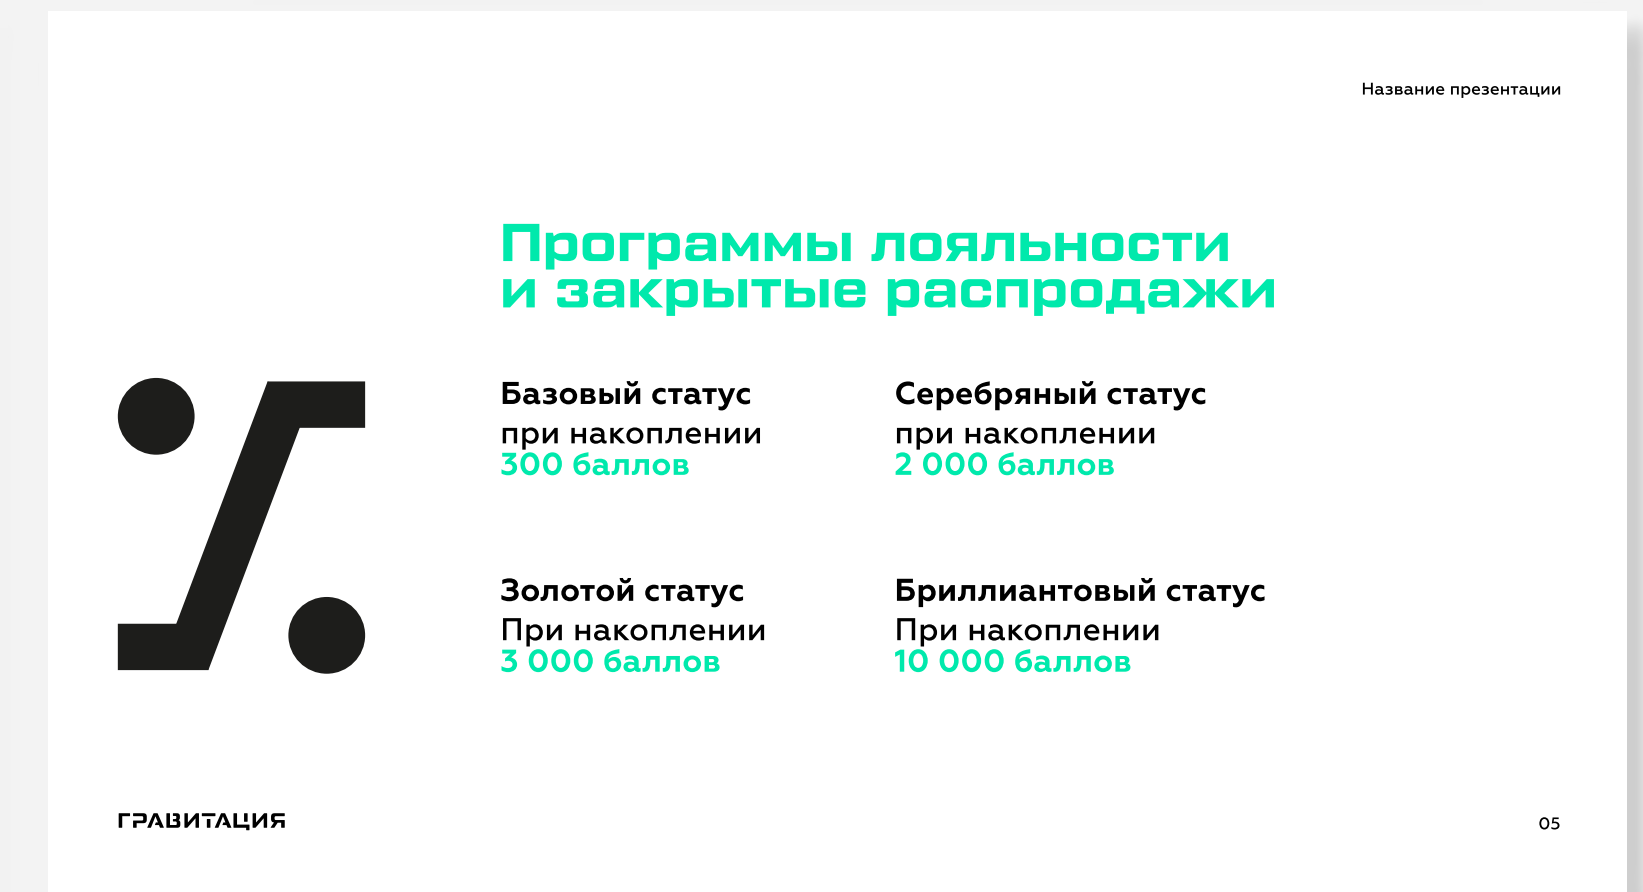 Название презентации
Программы лояльности
и закрытые распродажи
Базовый статус
при накоплении
300 баллов
Серебряный статус
при накоплении
2 000 баллов
Золотой статус
При накоплении
3 000 баллов
Бриллиантовый статус
При накоплении
10 000 баллов
ГРАВИТАЦИЯ
05